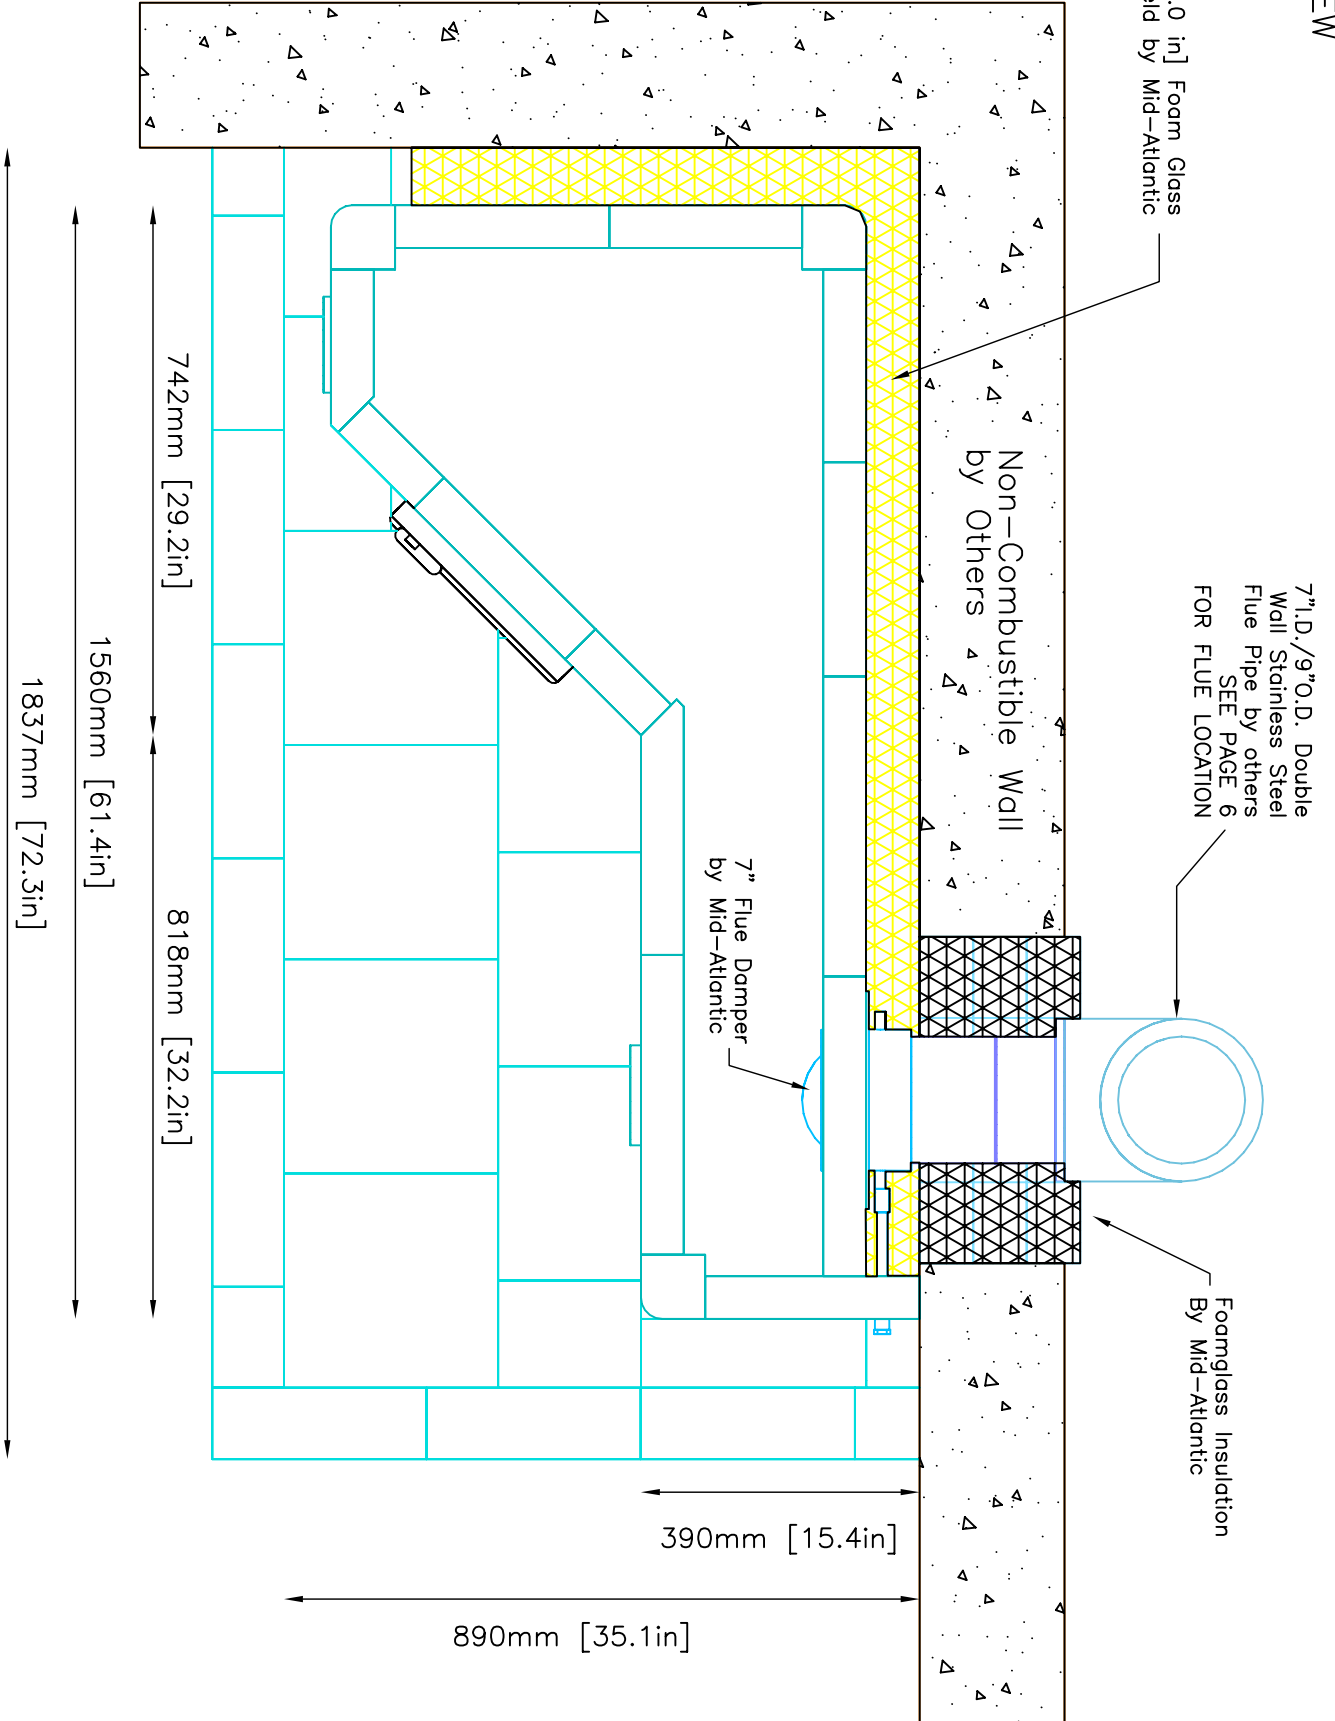 EW
.0 in] Foam Glass
eld by Mid-Atlantic
7"I.D./9"O.D. Double
Wall Stainless Steel
Flue Pipe by others
SEE PAGE 6
FOR FLUE LOCATION
Foamglass Insulation
By Mid-Atlantic
Non-Combustible Wall
by Others
7" Flue Damper
by Mid-Atlantic
742mm [29.2in]
818mm [32.2in]
1560mm [61.4in]
1837mm [72.3in]
390mm [15.4in]
890mm [35.1in]